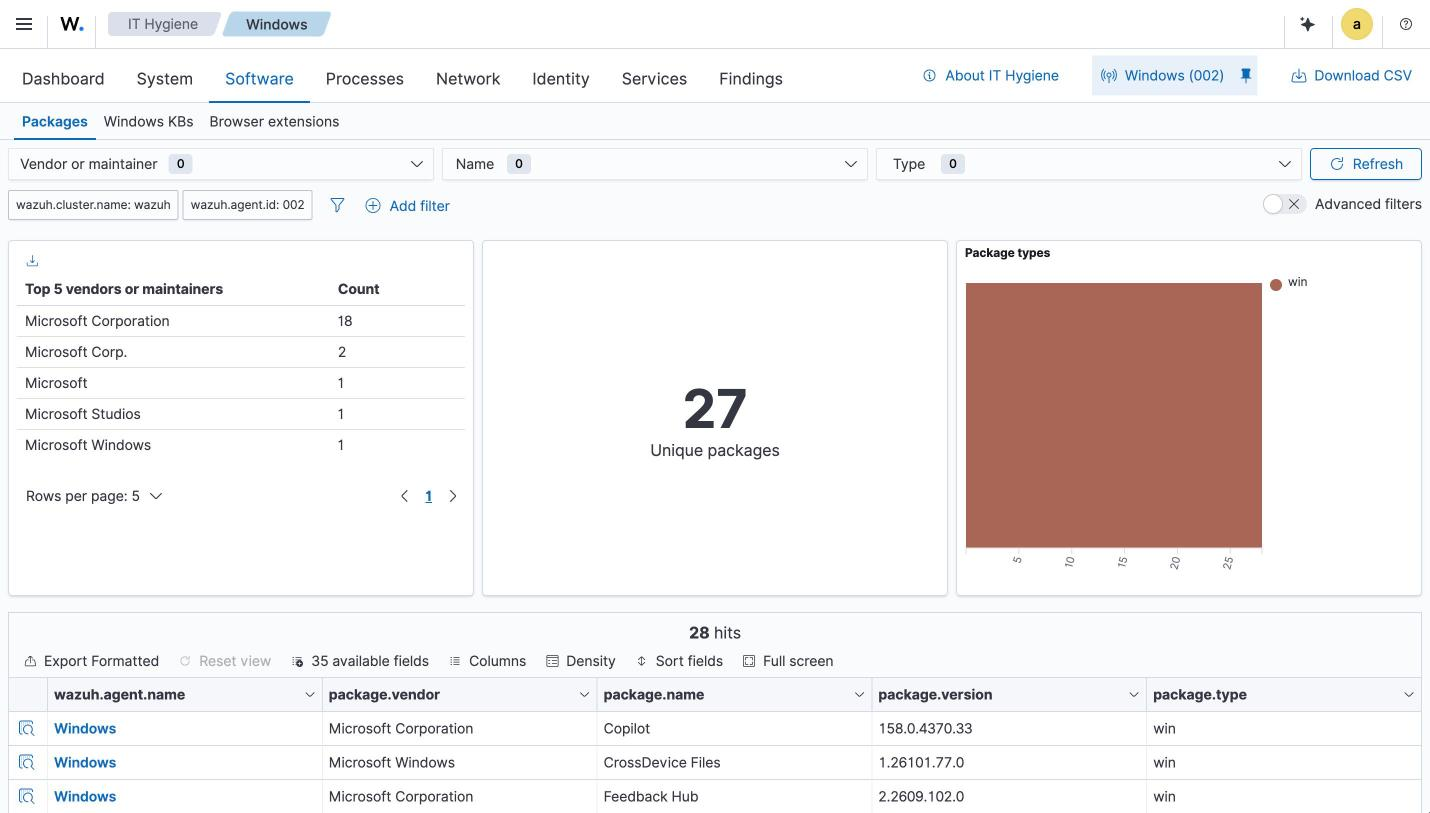 W. IT Hygiene Windows a
Dashboard System Software Processes Network Identity Services Findings About IT Hygiene Windows (002) Download CSV
Packages Windows KBs Browser extensions
Vendor or maintainer 0 Name 0 Type 0 Refresh
wazuh.cluster.name: wazuh wazuh.agent.id: 002 Add filter Advanced filters
Top 5 vendors or maintainers Count
Microsoft Corporation 18
Microsoft Corp. 2
Microsoft 1
Microsoft Studios 1
Microsoft Windows 1
Rows per page: 5 1
27
Unique packages
Package types
win
5 10 15 20 25
28 hits
Export Formatted Reset view 35 available fields Columns Density Sort fields Full screen
wazuh.agent.name package.vendor package.name package.version package.type
Windows Microsoft Corporation Copilot 158.0.4370.33 win
Windows Microsoft Windows CrossDevice Files 1.26101.77.0 win
Windows Microsoft Corporation Feedback Hub 2.2609.102.0 win